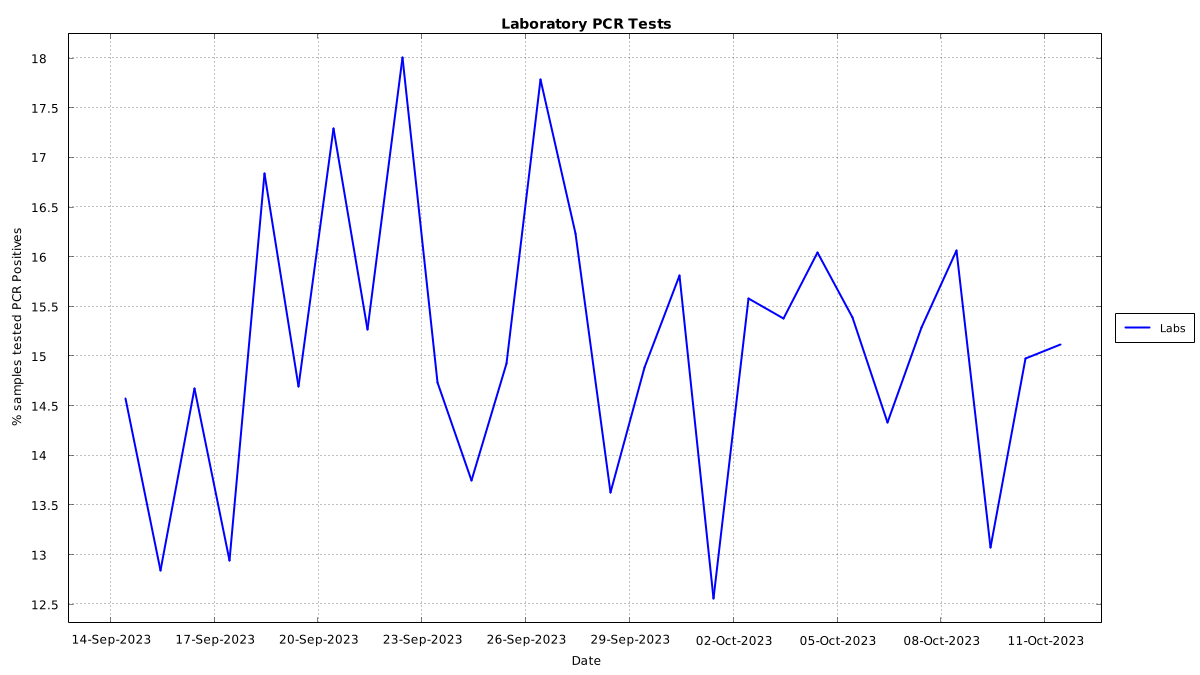 Laboratory PCR Tests
18
17.5
17
16.5
16
15.5
15
14.5
14
13.5
13
12.5
% samples tested PCR Positives
Labs
14-Sep-2023 17-Sep-2023 20-Sep-2023 23-Sep-2023 26-Sep-2023 29-Sep-2023 02-Oct-2023 05-Oct-2023 08-Oct-2023 11-Oct-2023
Date